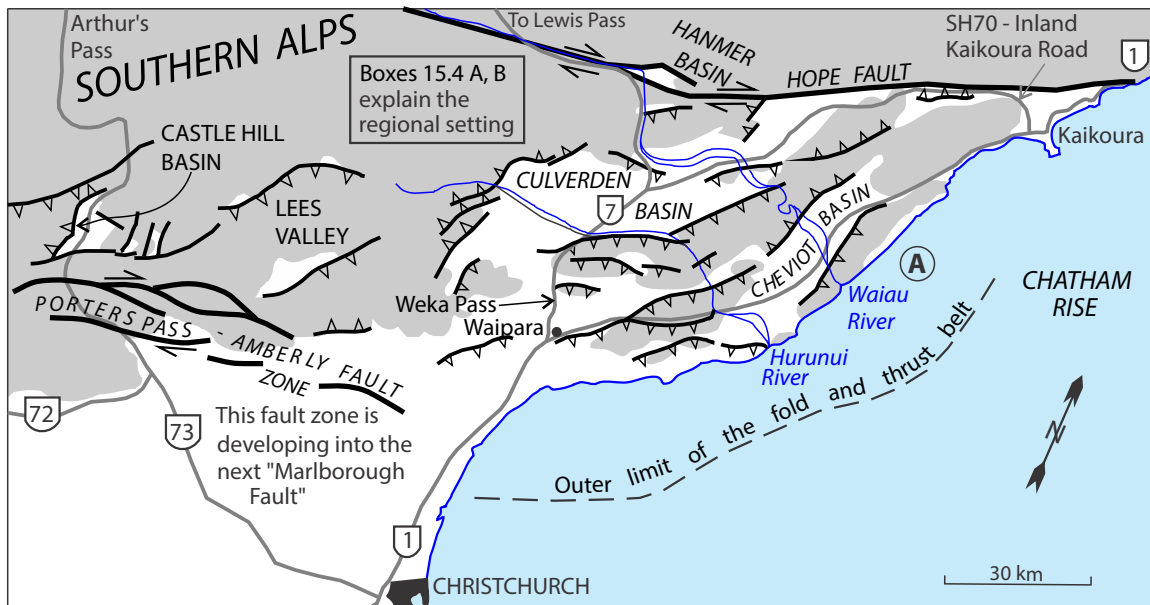 Arthur's
Pass
SOUTHERN ALPS
To Lewis Pass
HANMER
BASIN
SH70 - Inland
Kaikoura Road
1
HOPE FAULT
Boxes 15.4 A, B
explain the
regional setting
Kaikoura
CASTLE HILL
BASIN
LEES
VALLEY
CULVERDEN
BASIN
7
CHEVIOT BASIN
A
CHATHAM
RISE
Waiau
River
Weka Pass
Waipara
Hurunui
River
PORTERS PASS
- AMBERLY FAULT
ZONE
Outer limit of the fold and thrust belt
N
72
73
This fault zone is
developing into the
next "Marlborough
Fault"
1
CHRISTCHURCH
30 km